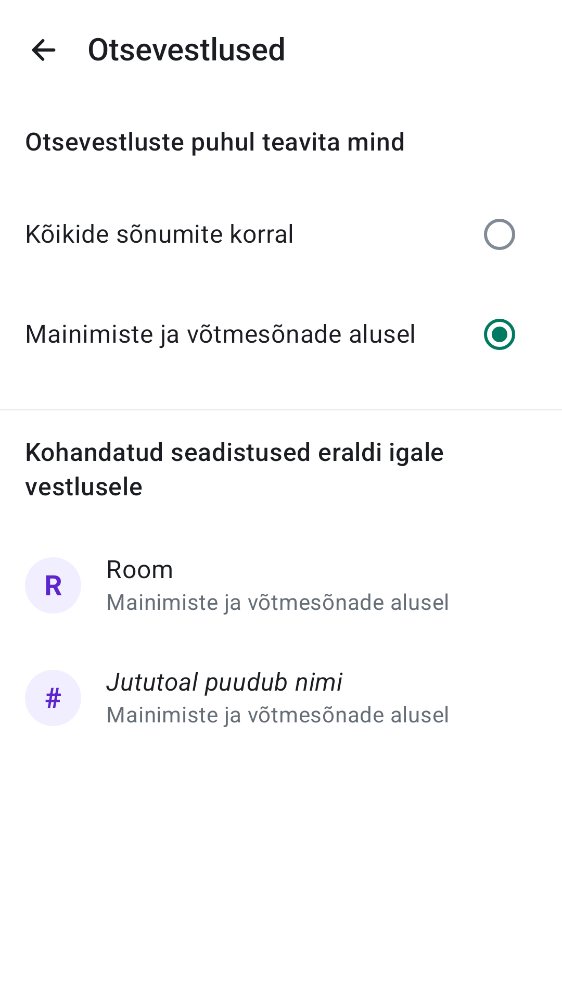 Otsevestlused
Otsevestluste puhul teavita mind
Kõikide sõnumite korral
Mainimiste ja võtmesõnade alusel
Kohandatud seadistused eraldi igale
vestlusele
R
Room
Mainimiste ja võtmesõnade alusel
#
Jututoal puudub nimi
Mainimiste ja võtmesõnade alusel